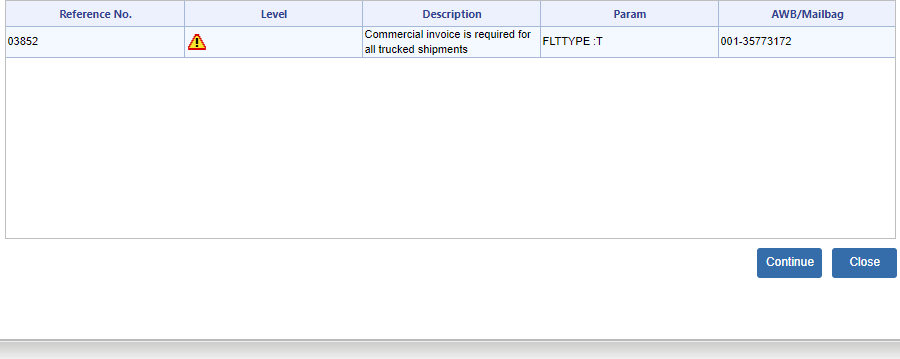 Reference No. Level Description Param AWB/Mailbag
03852 Commercial invoice is required for all trucked shipments FLTTYPE :T 001-35773172
Continue Close